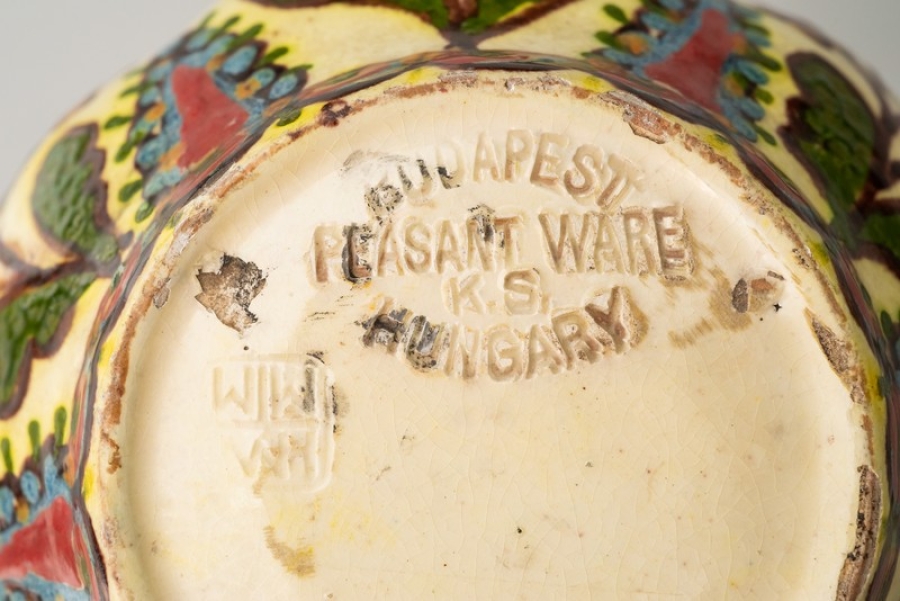 BUDAPEST
PEASANT WARE
K.S.
HUNGARY